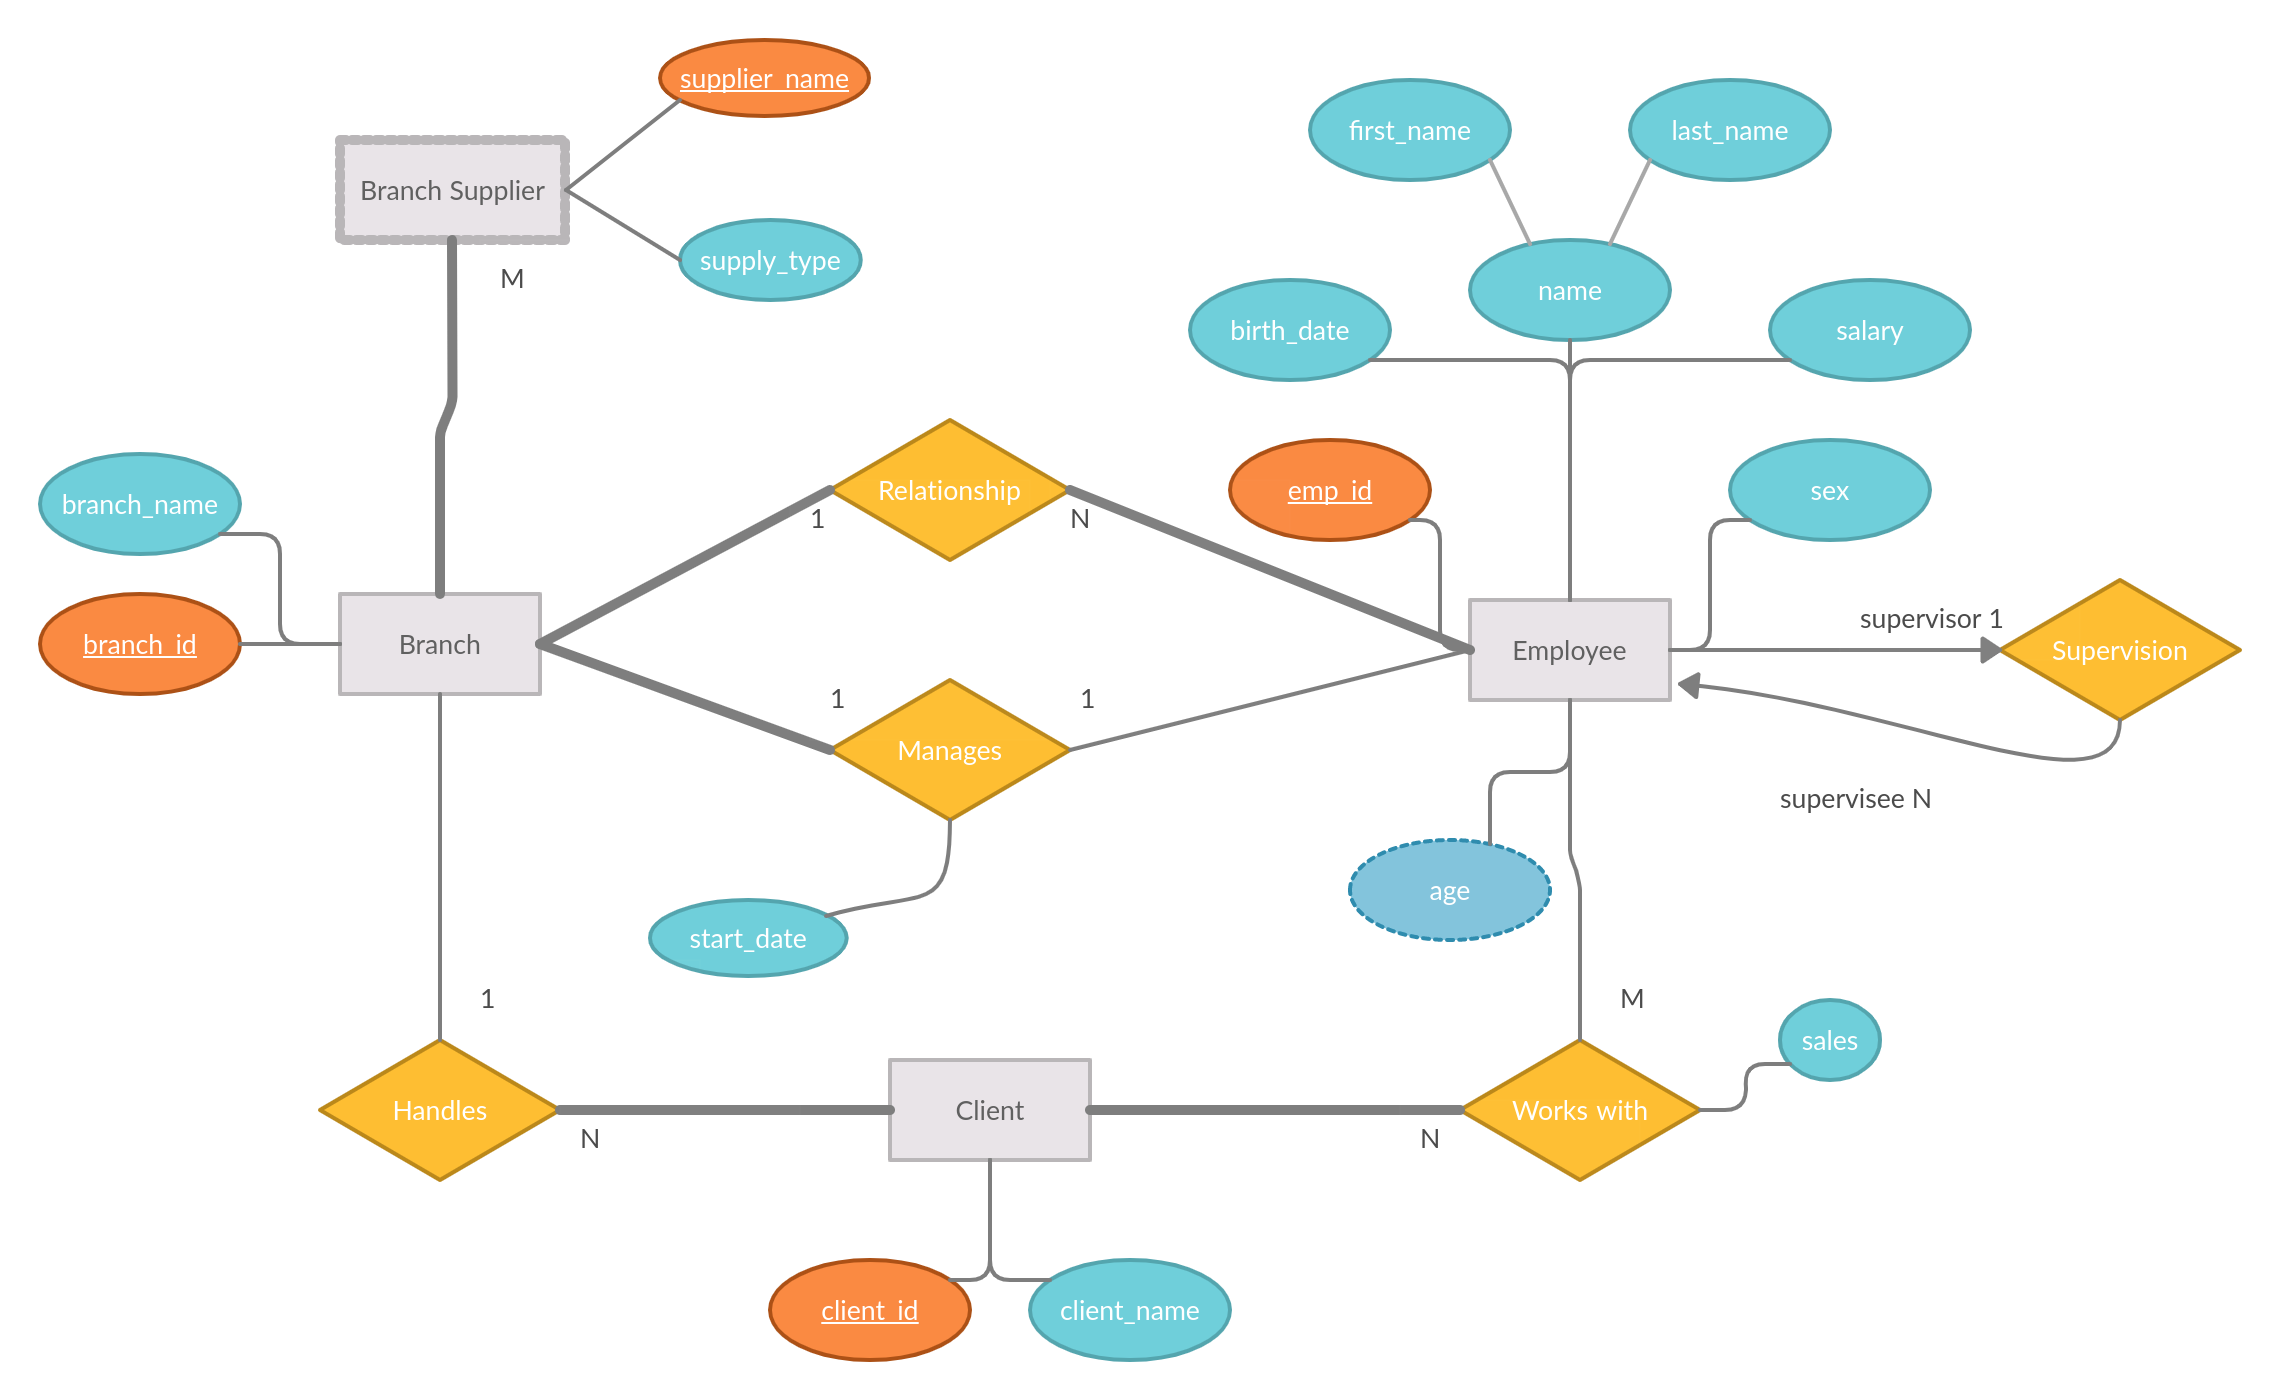 supplier_name
first_name
last_name
Branch Supplier
supply_type
M
name
birth_date
salary
Relationship
1
N
emp_id
sex
branch_name
branch_id
Branch
Employee
supervisor 1
Supervision
1
Manages
1
supervisee N
age
start_date
1
M
sales
Handles
N
Client
N
Works with
client_id
client_name